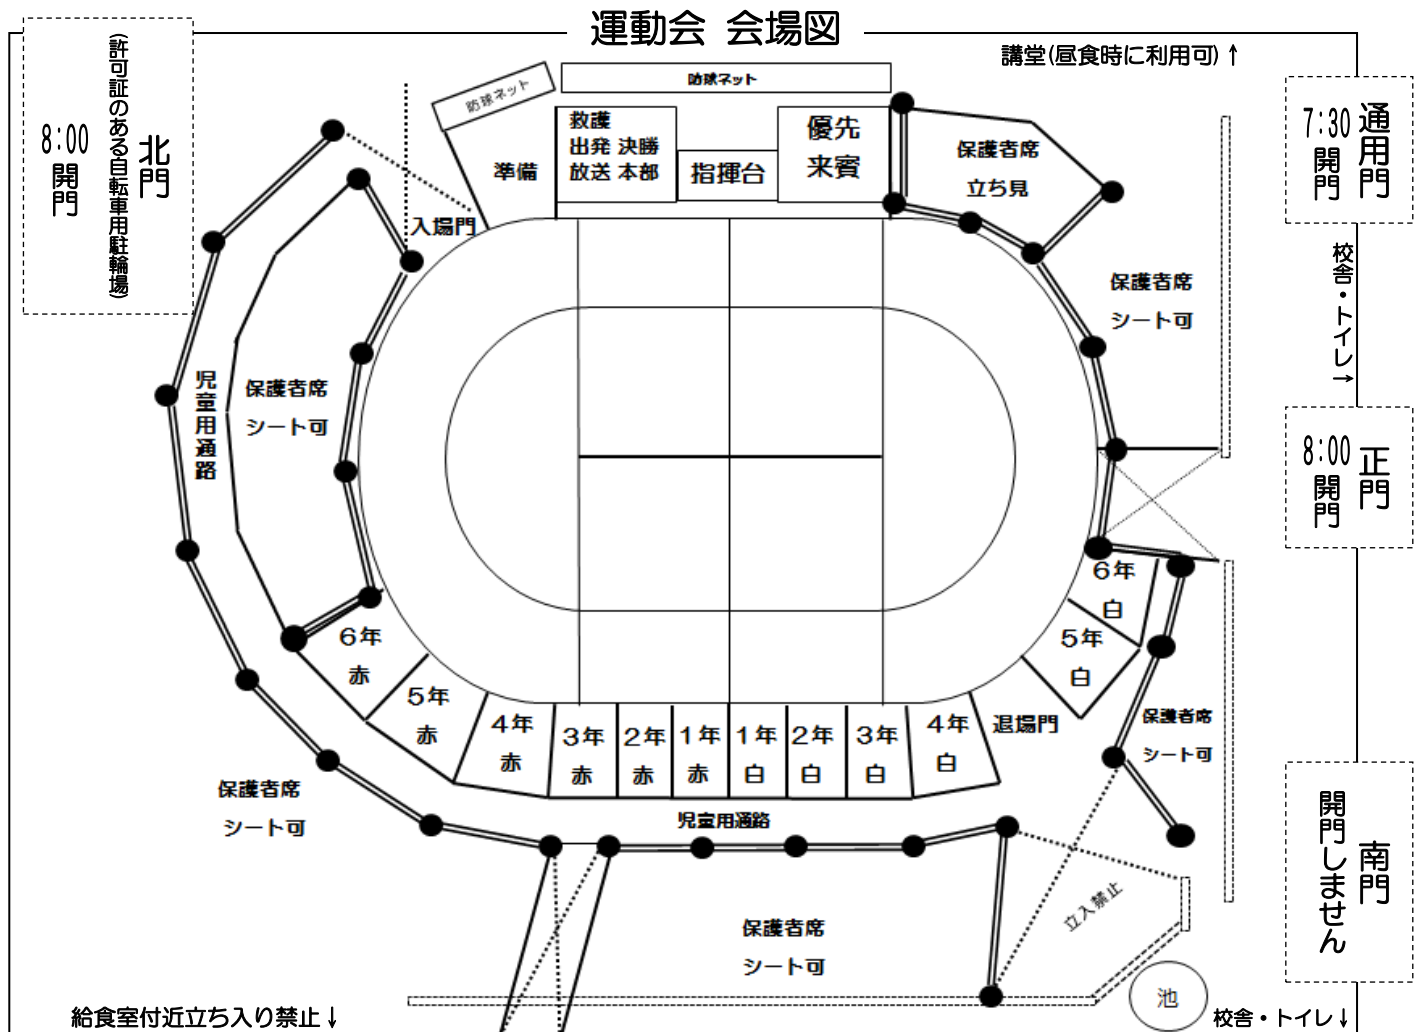 運動会 会場図
講堂(昼食時に利用可)↑
北門
(許可証のある自転車用駐輪場)
8:00
開門
防球ネット
防球ネット
準備
救護
出発 決勝
放送 本部
指揮台
優先
来賓
保護者席
立ち見
入場門
通用門
7:30
開門
校舎・トイレ→
保護者席
シート可
児童用通路
保護者席
シート可
正門
8:00
開門
6年
白
5年
白
6年
赤
5年
赤
4年
赤
3年
赤
2年
赤
1年
赤
1年
白
2年
白
3年
白
4年
白
退場門
保護者席
シート可
保護者席
シート可
児童用通路
南門
開門しません
立入禁止
保護者席
シート可
池
給食室付近立ち入り禁止↓
校舎・トイレ↓